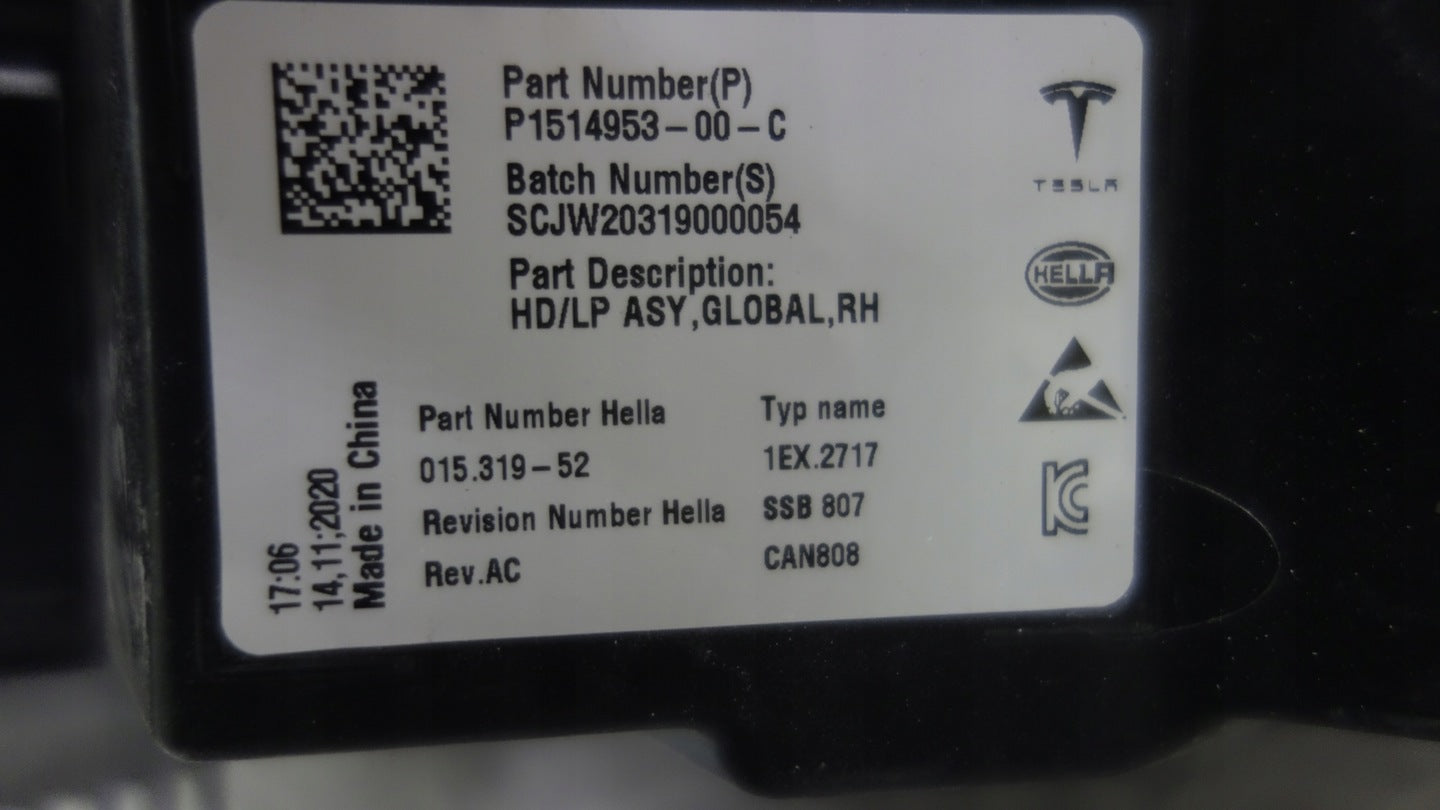 Part Number(P)
P1514953-00-C
Batch Number(S)
SCJW20319000054
Part Description:
HD/LP ASY,GLOBAL,RH
TESLA
HELLA
Part Number Hella
015.319-52
Revision Number Hella
Rev.AC
Typ name
1EX.2717
SSB 807
CAN808
17:06
14,11;2020
Made in China